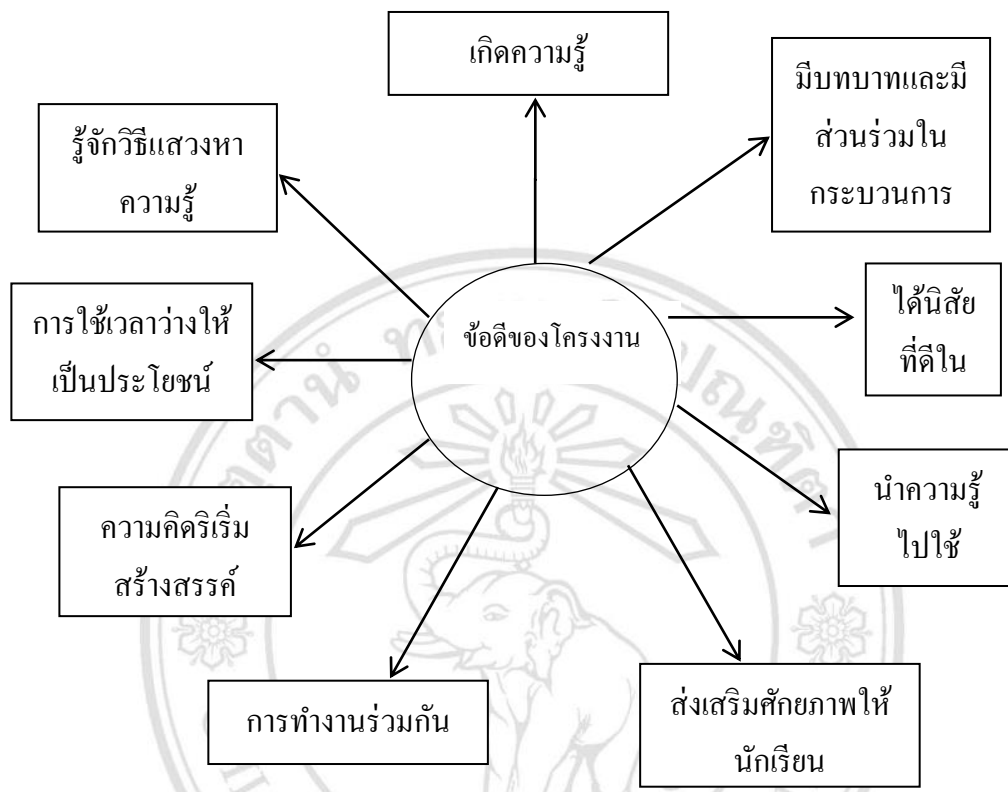 เกิดความรู้
มีบทบาทและมี
ส่วนร่วมใน
กระบวนการ
รู้จักวิธีแสวงหา
ความรู้
ได้นิสัย
ที่ดีใน
การใช้เวลาว่างให้
เป็นประโยชน์
ข้อดีของโครงงาน
นำความรู้
ไปใช้
ความคิดริเริ่ม
สร้างสรรค์
ส่งเสริมศักยภาพให้
นักเรียน
การทำงานร่วมกัน